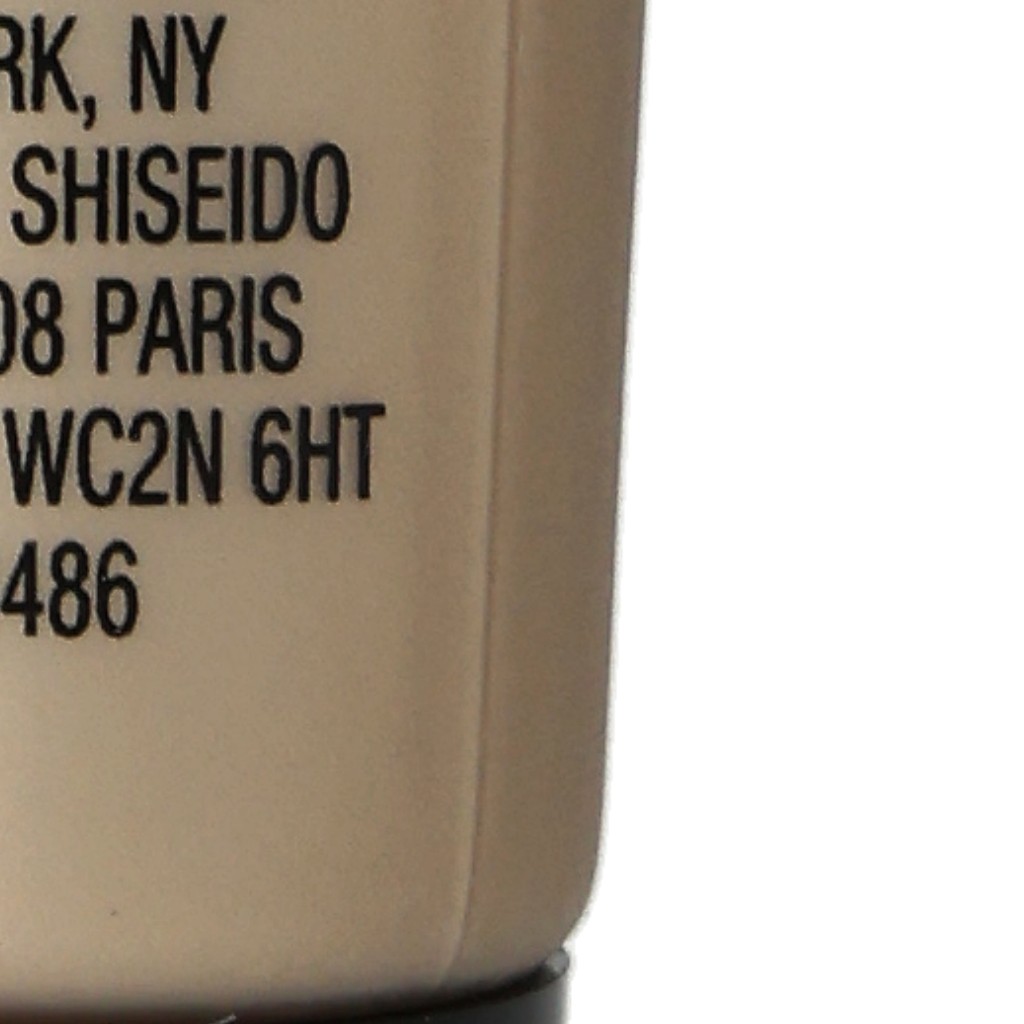 RK, NY
SHISEIDO
08 PARIS
WC2N 6HT
486